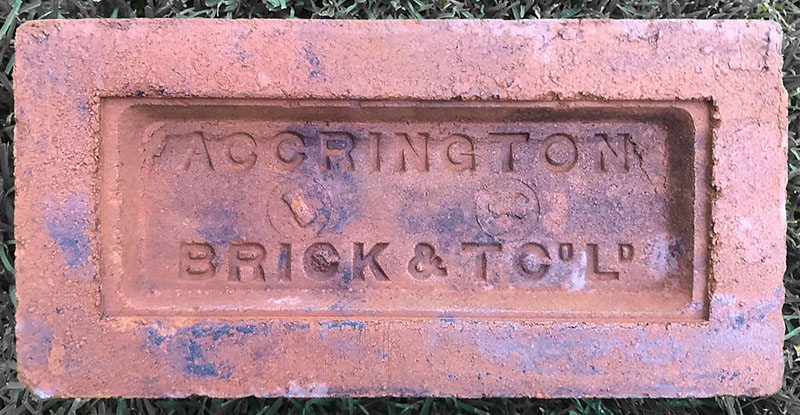 ACCRINGTON
BRICK & T Cᴼ Lᴰ